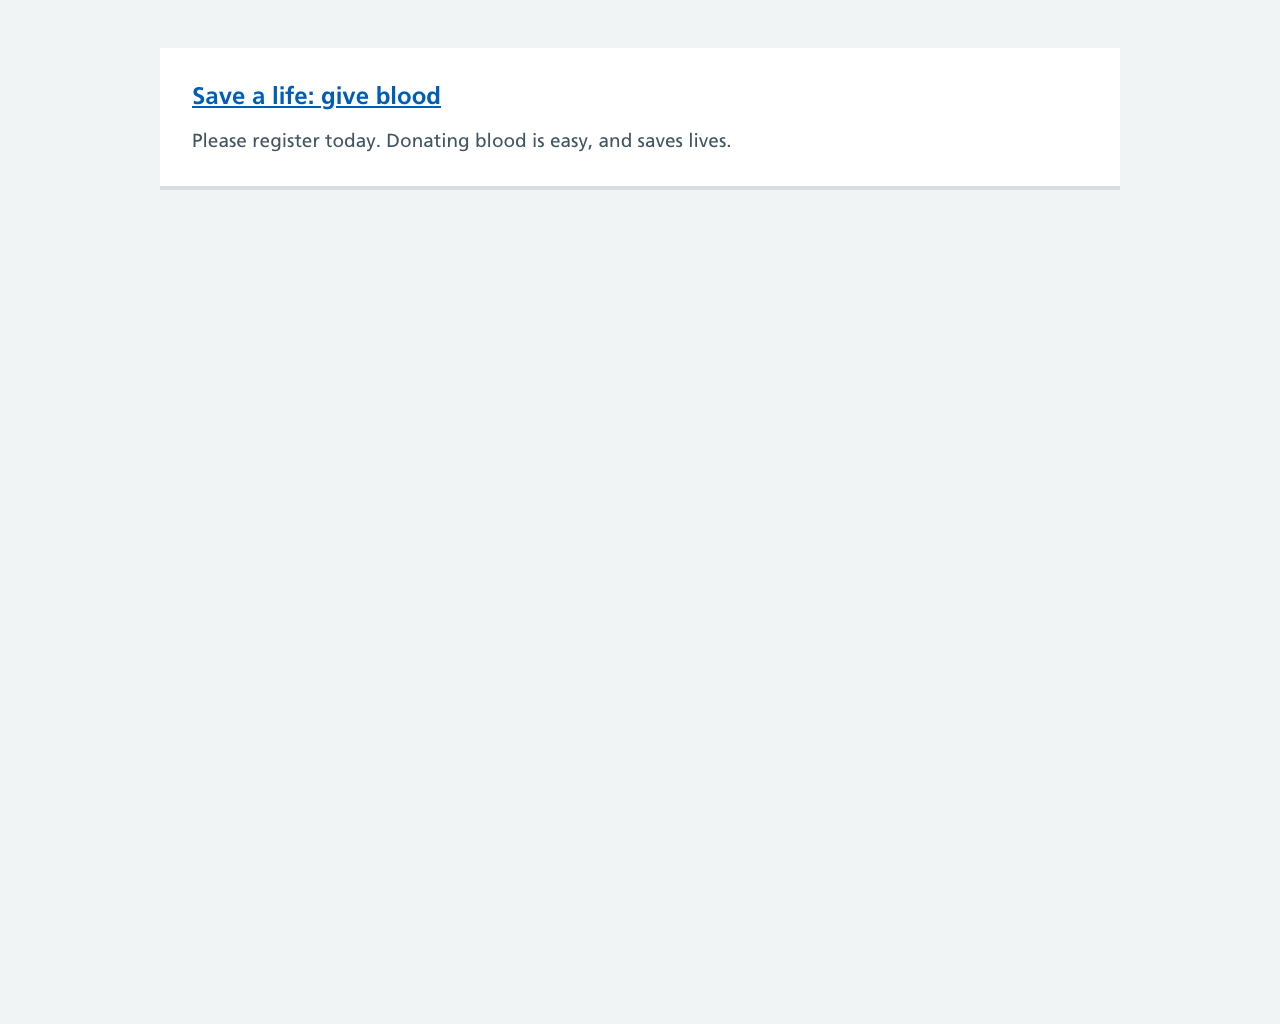 Save a life: give blood
Please register today. Donating blood is easy, and saves lives.